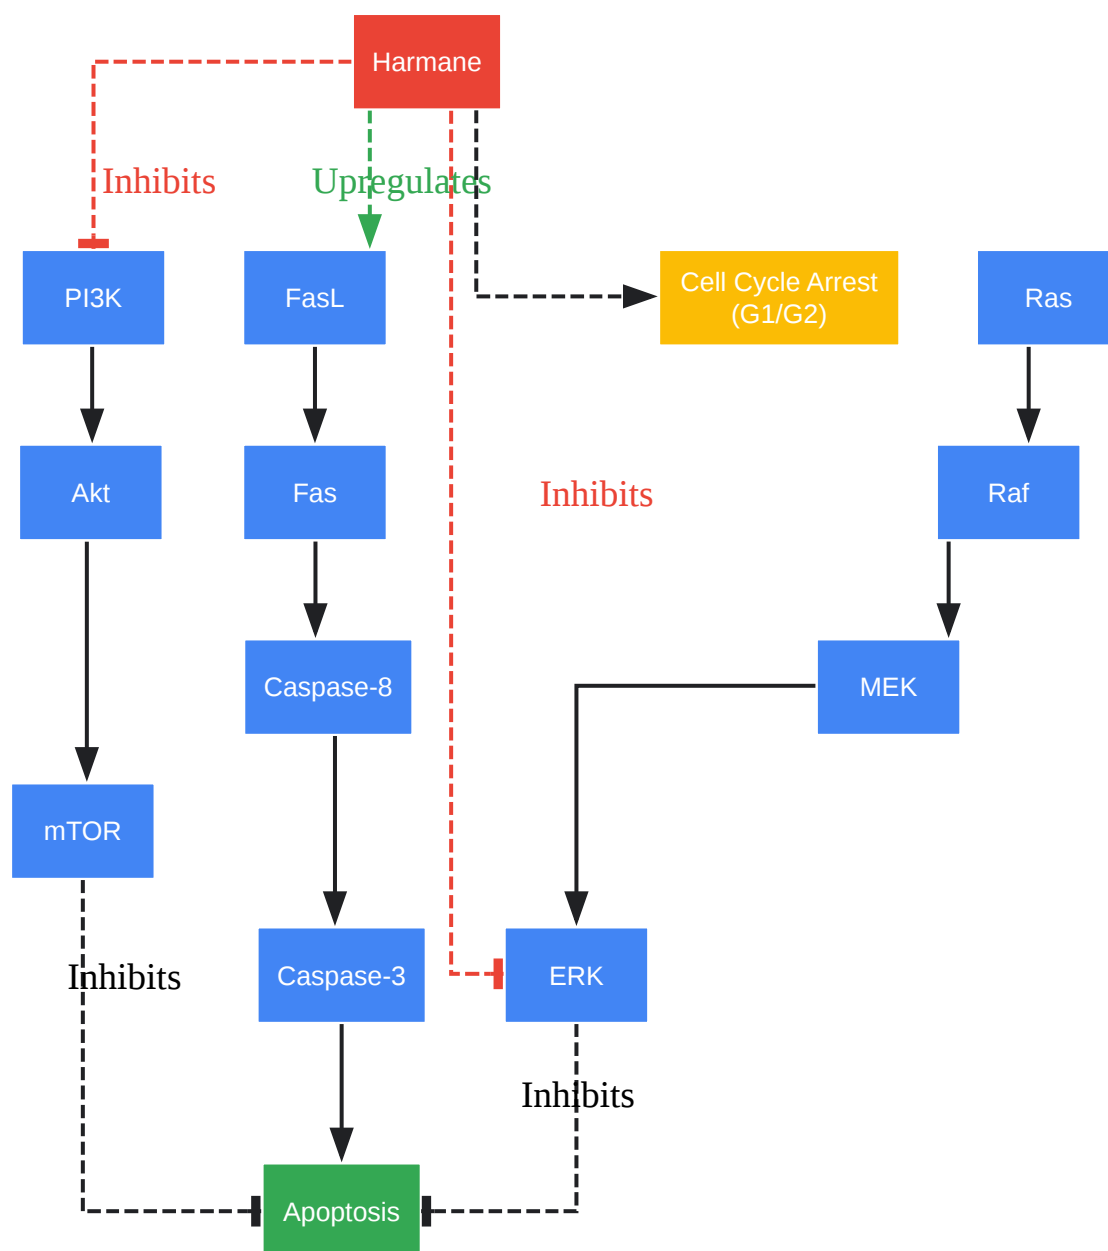 Harmane
Inhibits
Upregulates
PI3K
FasL
Cell Cycle Arrest
(G1/G2)
Ras
Akt
Fas
Inhibits
Raf
Caspase-8
MEK
mTOR
Inhibits
Caspase-3
ERK
Inhibits
Apoptosis